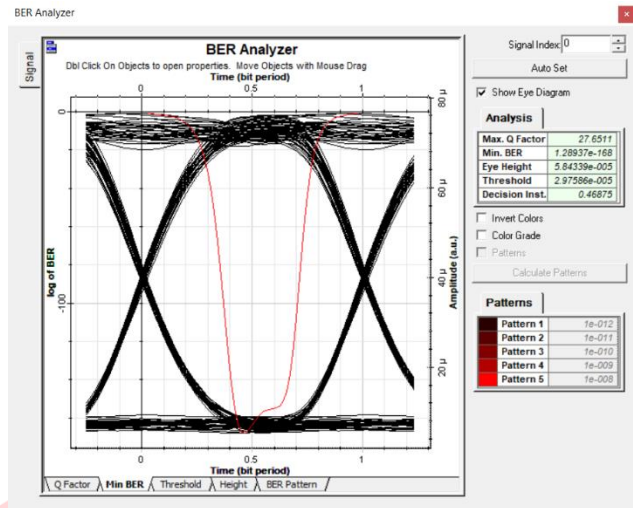 BER Analyzer
Signal
BER Analyzer
Dbl Click On Objects to open properties. Move Objects with Mouse Drag
Time (bit period)
0 0.5 1
0
-100
log of BER
80 µ
60 µ
40 µ
20 µ
Amplitude (a.u.)
0 0.5 1
Time (bit period)
Q Factor Min BER Threshold Height BER Pattern
Signal Index: 0
Auto Set
Show Eye Diagram
Analysis
Max. Q Factor 27.6511
Min. BER 1.28937e-168
Eye Height 5.84339e-005
Threshold 2.97586e-005
Decision Inst. 0.46875
Invert Colors
Color Grade
Patterns
Calculate Patterns
Patterns
Pattern 1 1e-012
Pattern 2 1e-011
Pattern 3 1e-010
Pattern 4 1e-009
Pattern 5 1e-008